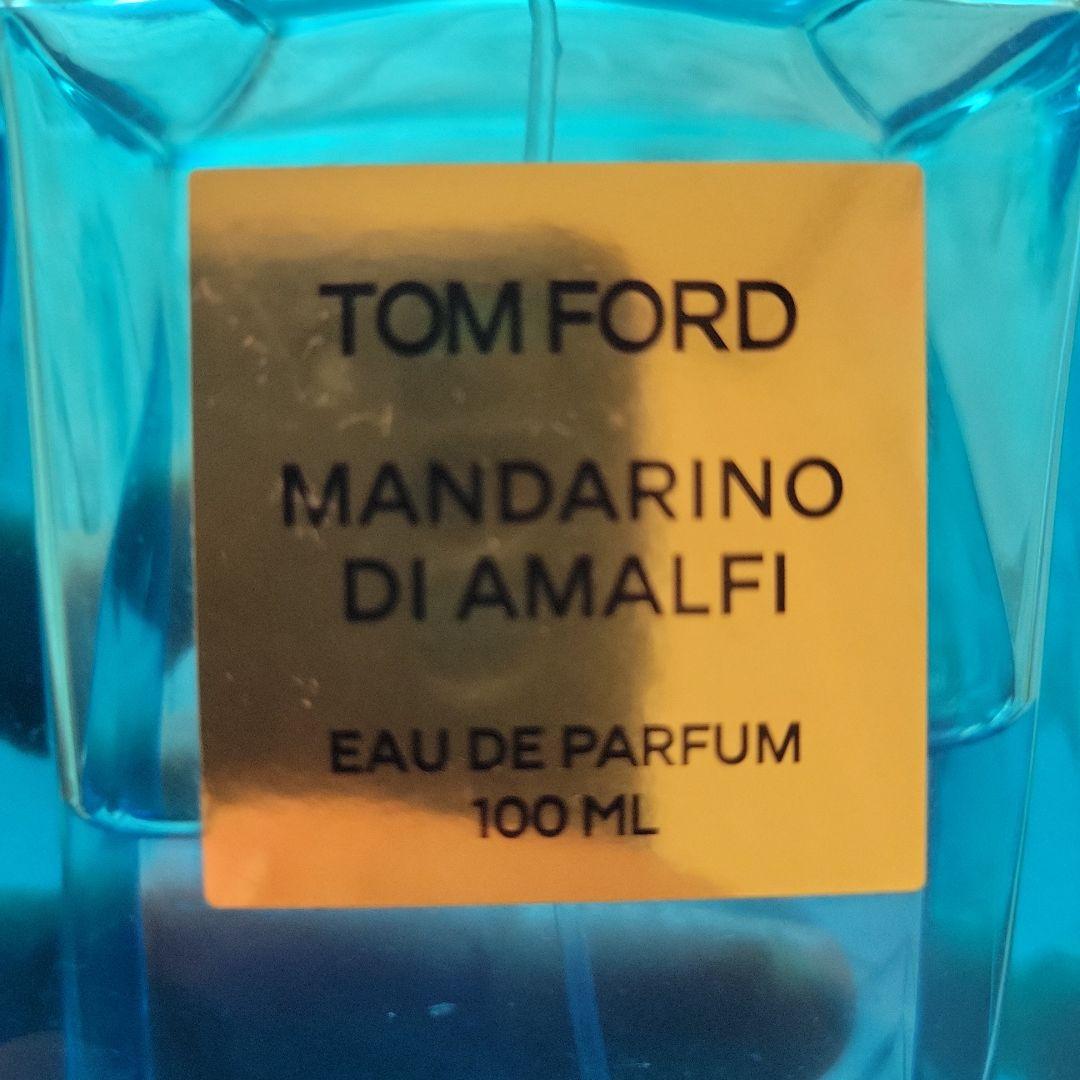 TOM FORD
MANDARINO
DI AMALFI
EAU DE PARFUM
100 ML